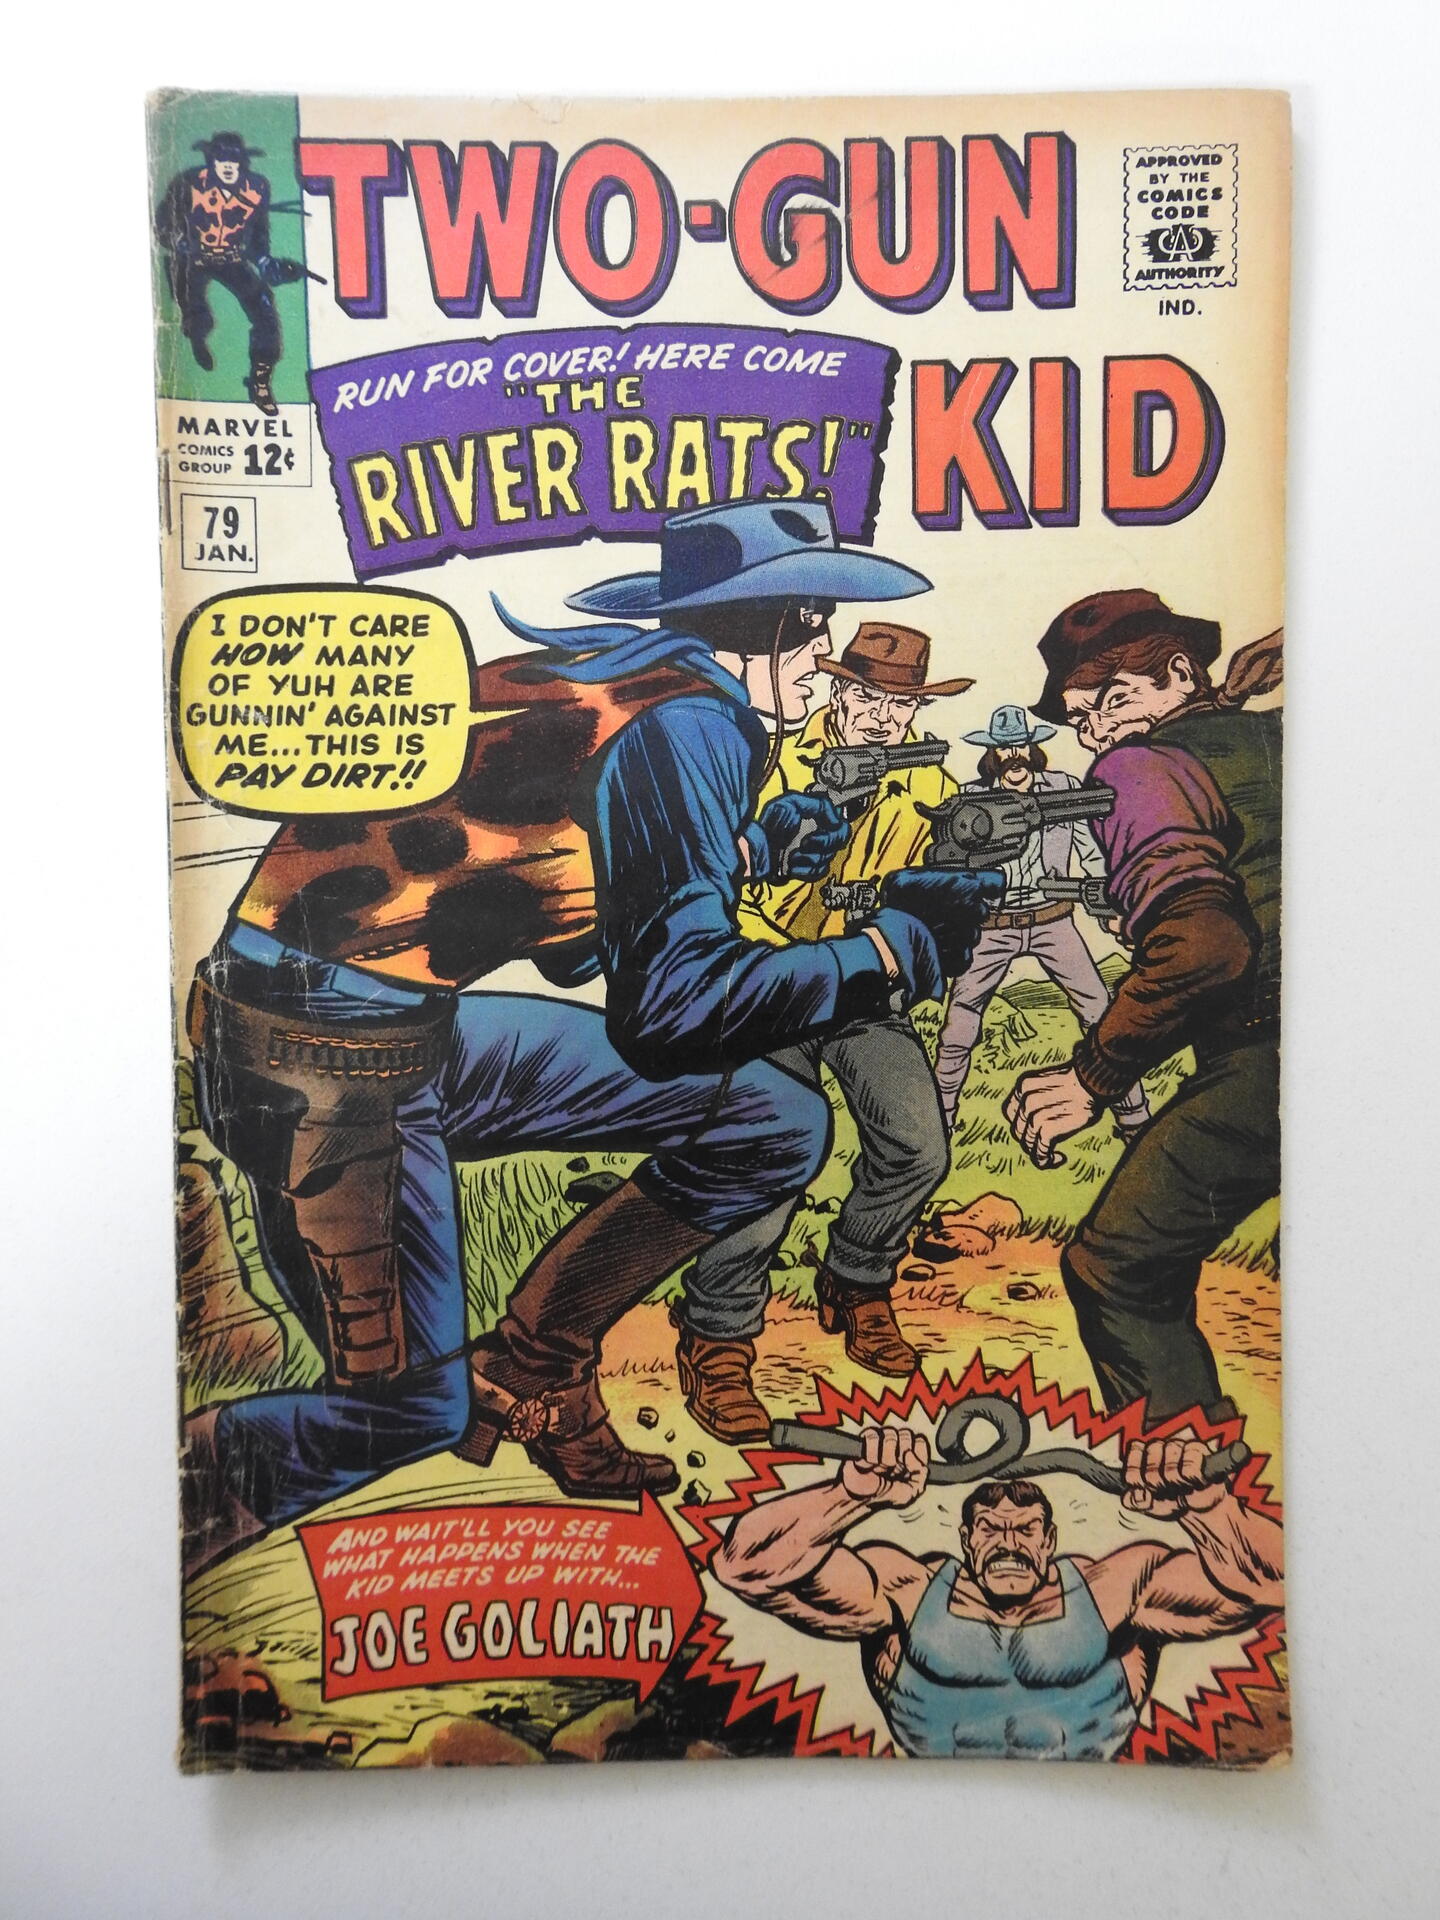 TWO-GUN
KID
APPROVED
BY THE
COMICS
CODE
CA
AUTHORITY
IND.
MARVEL
COMICS
GROUP 12¢
79
JAN.
RUN FOR COVER! HERE COME
"THE
RIVER RATS!"
I DON'T CARE
HOW MANY
OF YUH ARE
GUNNIN' AGAINST
ME...THIS IS
PAY DIRT!!
AND WAIT'LL YOU SEE
WHAT HAPPENS WHEN THE
KID MEETS UP WITH...
JOE GOLIATH